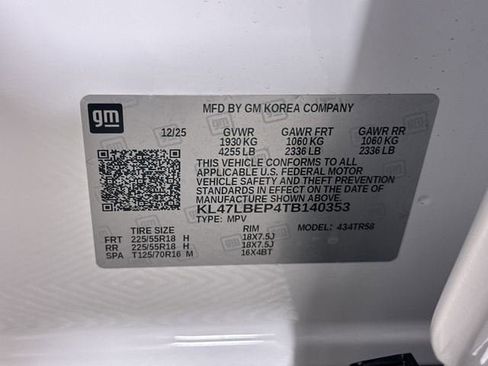 gm
MFD BY GM KOREA COMPANY
12/25 GVWR GAWR FRT GAWR RR
1930 KG 1060 KG 1060 KG
4255 LB 2336 LB 2336 LB
THIS VEHICLE CONFORMS TO ALL
APPLICABLE U.S. FEDERAL MOTOR
VEHICLE SAFETY AND THEFT PREVENTION
STANDARDS IN EFFECT ON THE DATE OF
MANUFACTURE SHOWN ABOVE.
KL47LBEP4TB140353
TYPE: MPV MODEL: 434TR58
TIRE SIZE RIM
FRT 225/55R18 H 18X7.5J
RR 225/55R18 H 18X7.5J
SPA T125/70R16 M 16X4BT